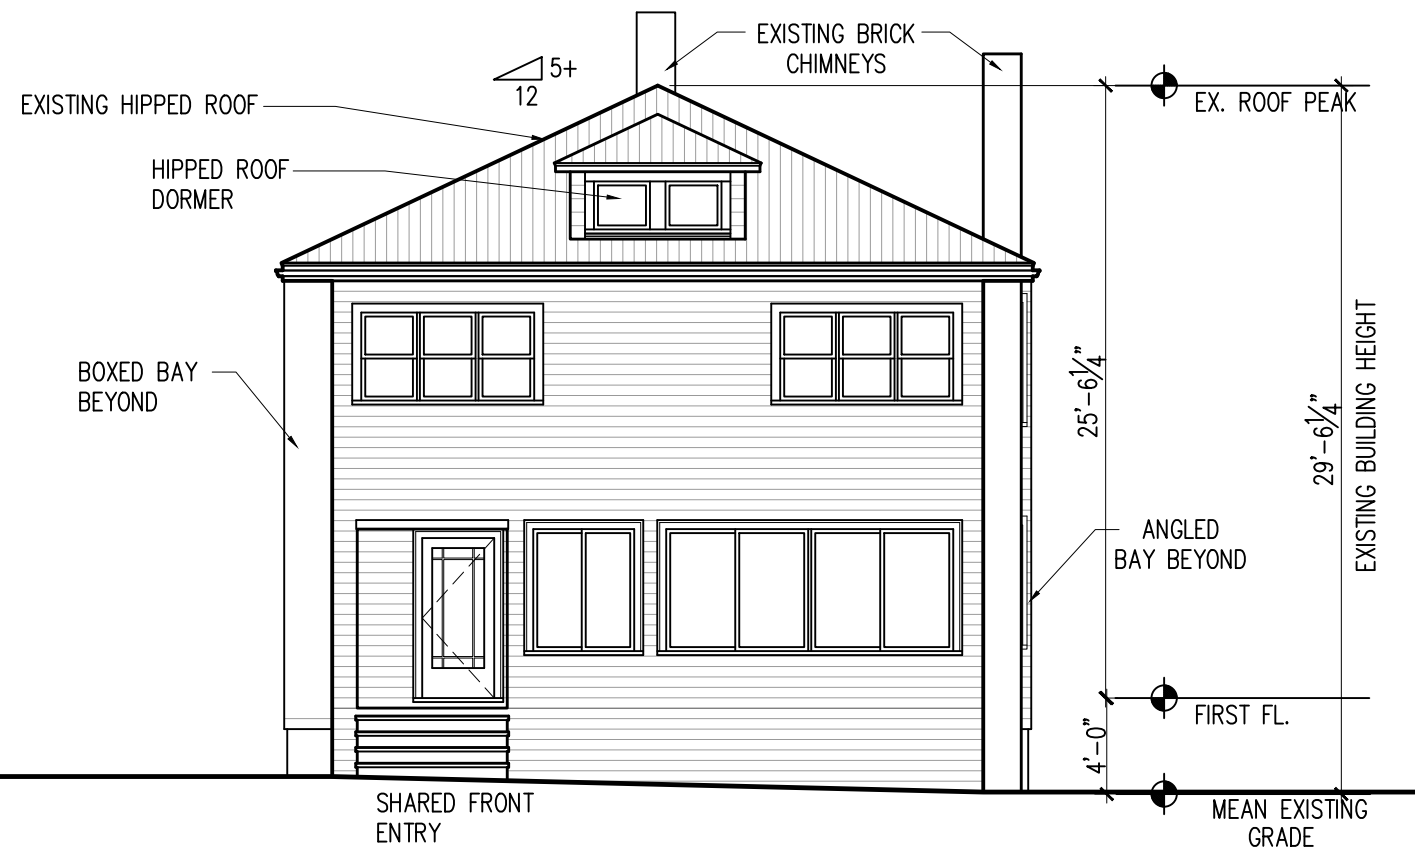 EXISTING BRICK
CHIMNEYS
5+
12
EXISTING HIPPED ROOF
EX. ROOF PEAK
HIPPED ROOF
DORMER
BOXED BAY
BEYOND
25'-6¼"
29'-6¼"
EXISTING BUILDING HEIGHT
ANGLED
BAY BEYOND
FIRST FL.
4'-0"
SHARED FRONT
ENTRY
MEAN EXISTING
GRADE